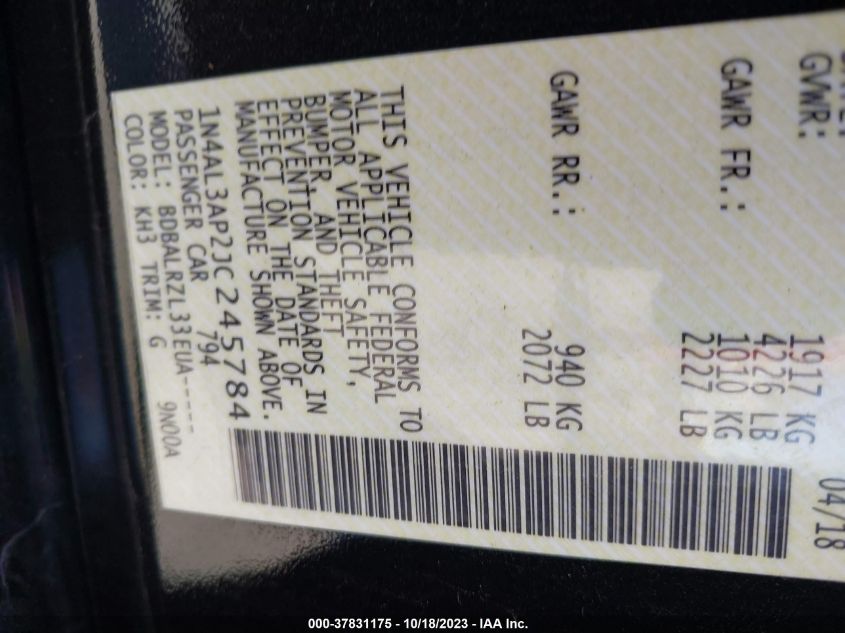 04/18
GVWR: 1917 KG
4226 LB
GAWR FR.: 1010 KG
2227 LB
GAWR RR.: 940 KG
2072 LB
THIS VEHICLE CONFORMS TO
ALL APPLICABLE FEDERAL
MOTOR VEHICLE SAFETY,
BUMPER, AND THEFT
PREVENTION STANDARDS IN
EFFECT ON THE DATE OF
MANUFACTURE SHOWN ABOVE.
1N4AL3AP2JC245784
PASSENGER CAR 794
MODEL: BDBALRZL33EUA-----
COLOR: KH3 TRIM: G 9N00A
000-37831175 - 10/18/2023 - IAA Inc.